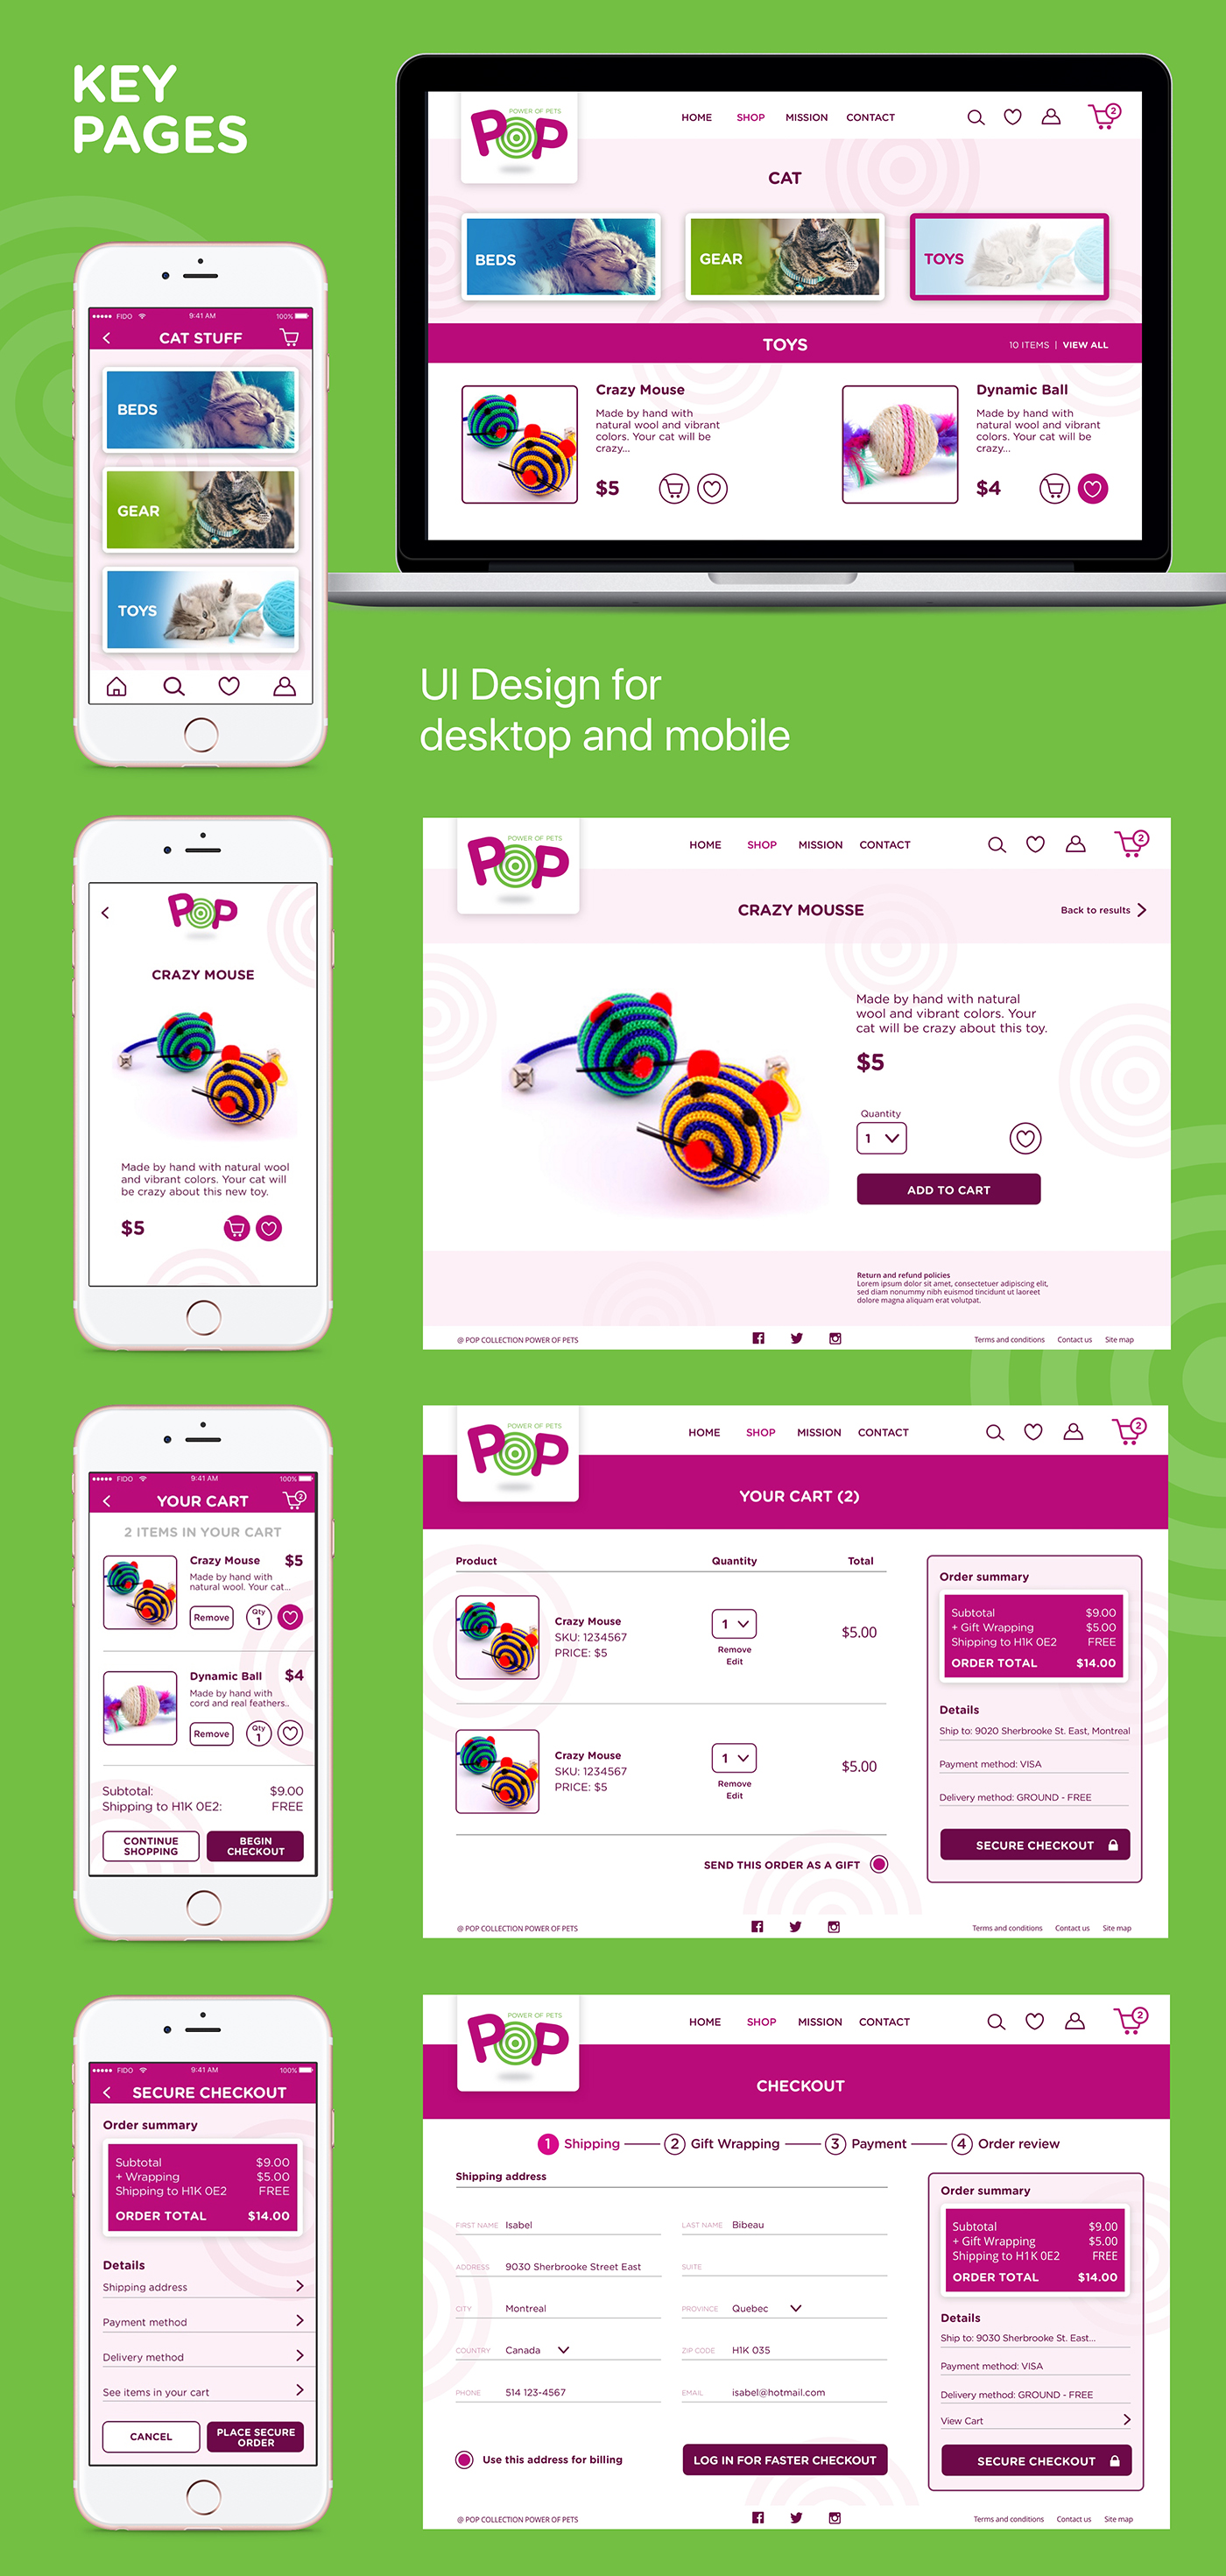 KEY
PAGES
POWER OF PETS
POP
HOME SHOP MISSION CONTACT
2
CAT
BEDS
GEAR
TOYS
TOYS
10 ITEMS | VIEW ALL
Crazy Mouse
Made by hand with
natural wool and vibrant
colors. Your cat will be
crazy...
$5
Dynamic Ball
Made by hand with
natural wool and vibrant
colors. Your cat will be
crazy...
$4
FIDO 9:41 AM 100%
CAT STUFF
BEDS
GEAR
TOYS
UI Design for
desktop and mobile
POP
CRAZY MOUSE
Made by hand with natural wool
and vibrant colors. Your cat will
be crazy about this new toy.
$5
POWER OF PETS
POP
HOME SHOP MISSION CONTACT
2
CRAZY MOUSSE
Back to results
Made by hand with natural
wool and vibrant colors. Your
cat will be crazy about this toy.
$5
Quantity
1
ADD TO CART
Return and refund policies
Lorem ipsum dolor sit amet, consectetuer adipiscing elit,
sed diam nonummy nibh euismod tincidunt ut laoreet
dolore magna aliquam erat volutpat.
@ POP COLLECTION POWER OF PETS
Terms and conditions Contact us Site map
FIDO 9:41 AM 100%
YOUR CART 2
2 ITEMS IN YOUR CART
Crazy Mouse $5
Made by hand with
natural wool. Your cat...
Remove Qty 1
Dynamic Ball $4
Made by hand with
cord and real feathers..
Remove Qty 1
Subtotal: $9.00
Shipping to H1K 0E2: FREE
CONTINUE
SHOPPING
BEGIN
CHECKOUT
POWER OF PETS
POP
HOME SHOP MISSION CONTACT
2
YOUR CART (2)
Product Quantity Total
Crazy Mouse
SKU: 1234567
PRICE: $5
1
Remove
Edit
$5.00
Crazy Mouse
SKU: 1234567
PRICE: $5
1
Remove
Edit
$5.00
SEND THIS ORDER AS A GIFT
Order summary
Subtotal $9.00
+ Gift Wrapping $5.00
Shipping to H1K 0E2 FREE
ORDER TOTAL $14.00
Details
Ship to: 9020 Sherbrooke St. East, Montreal
Payment method: VISA
Delivery method: GROUND - FREE
SECURE CHECKOUT
@ POP COLLECTION POWER OF PETS
Terms and conditions Contact us Site map
FIDO 9:41 AM 100%
SECURE CHECKOUT
Order summary
Subtotal $9.00
+ Wrapping $5.00
Shipping to H1K 0E2 FREE
ORDER TOTAL $14.00
Details
Shipping address
Payment method
Delivery method
See items in your cart
CANCEL
PLACE SECURE
ORDER
POWER OF PETS
POP
HOME SHOP MISSION CONTACT
2
CHECKOUT
1 Shipping 2 Gift Wrapping 3 Payment 4 Order review
Shipping address
FIRST NAME Isabel
LAST NAME Bibeau
ADDRESS 9030 Sherbrooke Street East
SUITE
CITY Montreal
PROVINCE Quebec
COUNTRY Canada
ZIP CODE H1K 035
PHONE 514 123-4567
EMAIL isabel@hotmail.com
Use this address for billing
LOG IN FOR FASTER CHECKOUT
Order summary
Subtotal $9.00
+ Gift Wrapping $5.00
Shipping to H1K 0E2 FREE
ORDER TOTAL $14.00
Details
Ship to: 9030 Sherbrooke St. East...
Payment method: VISA
Delivery method: GROUND - FREE
View Cart
SECURE CHECKOUT
@ POP COLLECTION POWER OF PETS
Terms and conditions Contact us Site map